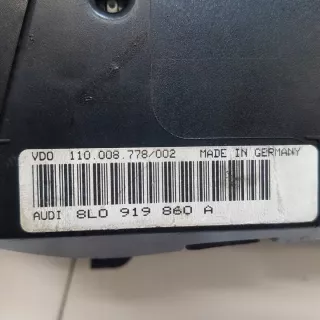 VDO 110.008.778/002 MADE IN GERMANY
AUDI 8L0 919 860 A